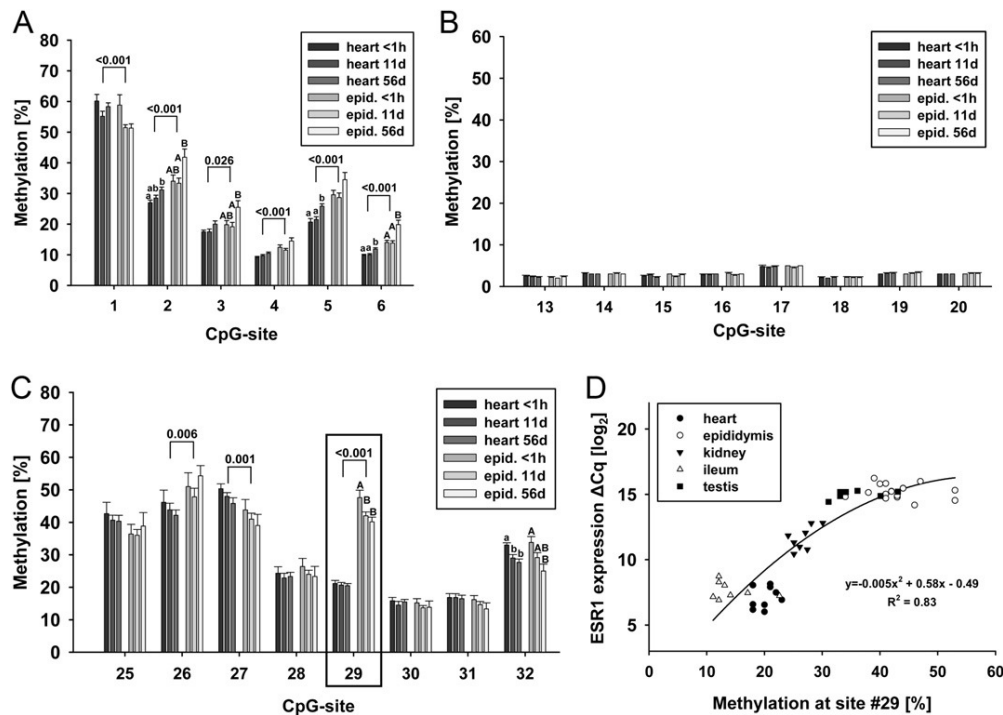 A
Methylation [%]
80
70
60
50
40
30
20
10
0
<0.001
<0.001
0.026
<0.001
<0.001
<0.001
a
ab
b
AB
A
B
AB
A
B
a
a
b
a
a
b
A
A
B
heart <1h
heart 11d
heart 56d
epid. <1h
epid. 11d
epid. 56d
1 2 3 4 5 6
CpG-site
B
Methylation [%]
60
50
40
30
20
10
0
heart <1h
heart 11d
heart 56d
epid. <1h
epid. 11d
epid. 56d
13 14 15 16 17 18 19 20
CpG-site
C
Methylation [%]
80
70
60
50
40
30
20
10
0
0.006
0.001
<0.001
A
B
B
a
b
b
A
AB
B
heart <1h
heart 11d
heart 56d
epid. <1h
epid. 11d
epid. 56d
25 26 27 28 29 30 31 32
CpG-site
D
ESR1 expression ΔCq [log2]
20
15
10
5
heart
epididymis
kidney
ileum
testis
y=-0.005x² + 0.58x - 0.49
R² = 0.83
0 10 20 30 40 50 60
Methylation at site #29 [%]